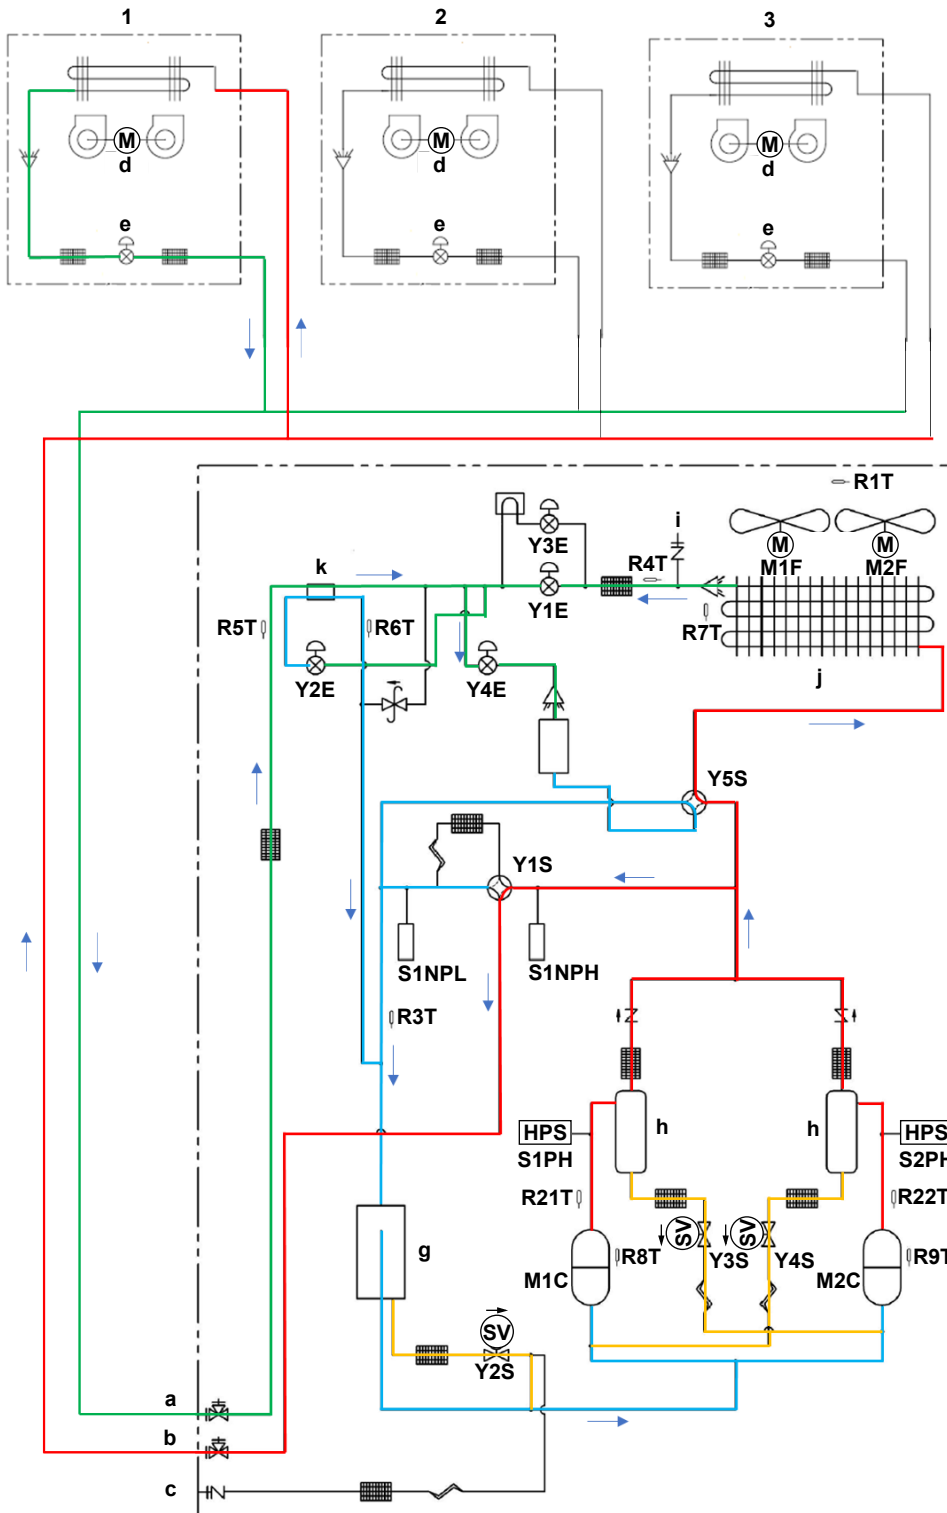 1 2 3
M M M
d d d
e e e
R1T
i
M M
Y3E M1F M2F
k R4T
Y1E
R5T R6T R7T
Y2E Y4E j
Y5S
Y1S
S1NPL S1NPH
R3T
HPS h h HPS
S1PH S2PH
R21T R22T
SV SV
g R8T Y3S Y4S R9T
M1C M2C
SV
Y2S
a
b
c